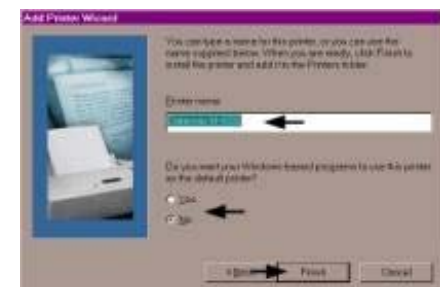 Add Printer Wizard
You can type a name for this printer, or you can use the
name supplied below. When you are ready, click Finish to
install the printer and add it to the Printers folder.
Printer name:
Do you want your Windows-based programs to use this printer
as the default printer?
Yes
No
Finish
Cancel